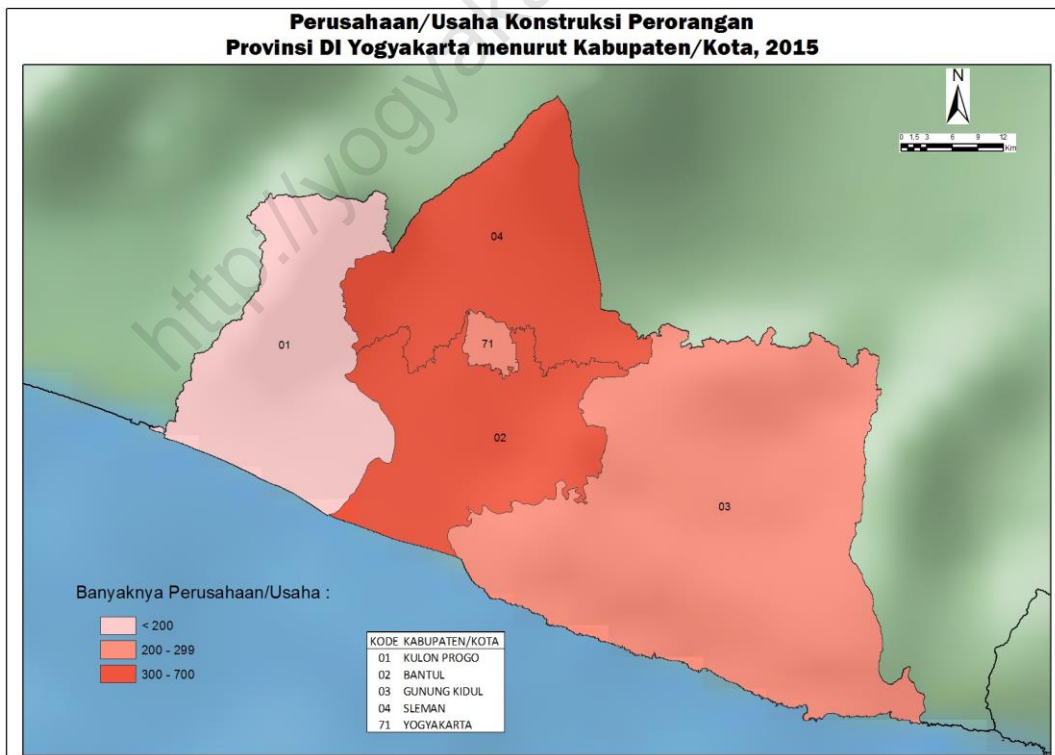 Perusahaan/Usaha Konstruksi Perorangan
Provinsi DI Yogyakarta menurut Kabupaten/Kota, 2015
N
0 1,5 3 6 9 12
Km
04
01
71
02
03
Banyaknya Perusahaan/Usaha :
< 200
200 - 299
300 - 700
KODE KABUPATEN/KOTA
01 KULON PROGO
02 BANTUL
03 GUNUNG KIDUL
04 SLEMAN
71 YOGYAKARTA
http://yogyaka